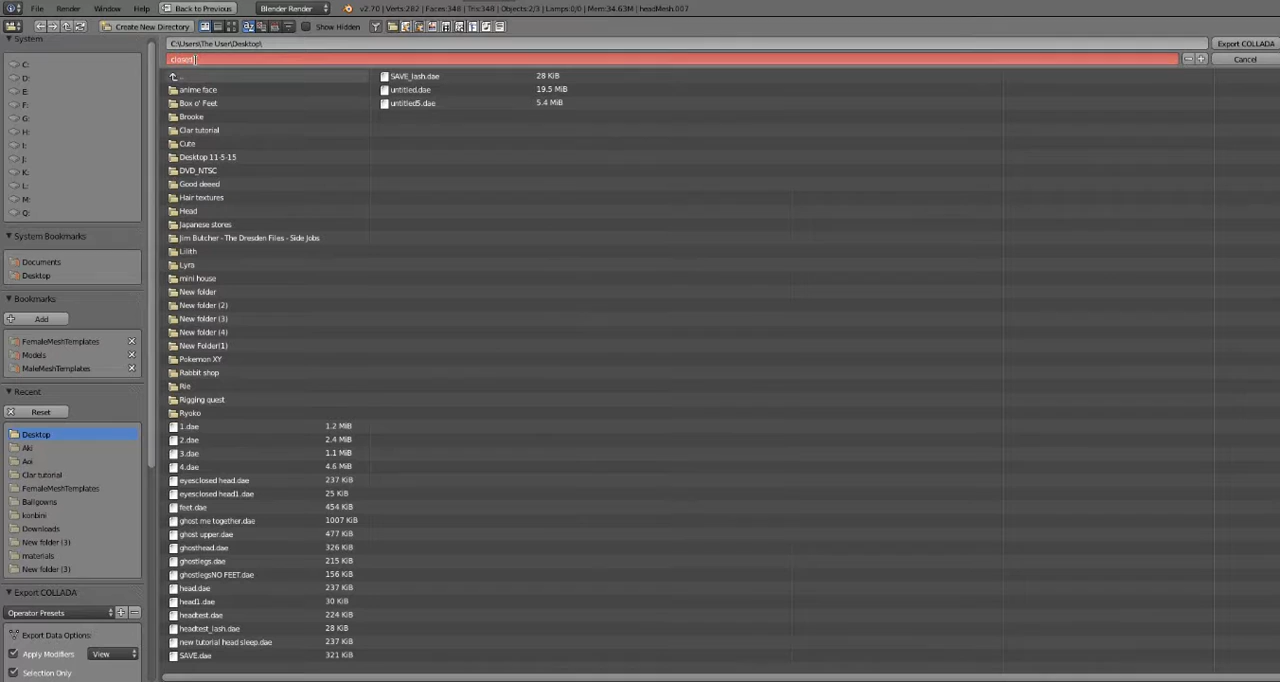 File Render Window Help Back to Previous Blender Render v2.70 | Verts:282 | Faces:348 | Tris:348 | Objects:2/3 | Lamps:0/0 | Mem:34.63M | headMesh.007
Create New Directory Show Hidden
System
C:\Users\The User\Desktop\ Export COLLADA
closer Cancel
C:
D:
E:
F:
G:
H:
I:
J:
K:
L:
M:
Q:
System Bookmarks
Documents
Desktop
Bookmarks
Add
FemaleMeshTemplates
Models
MaleMeshTemplates
Recent
Reset
Desktop
Aki
Aoi
Clar tutorial
FemaleMeshTemplates
Ballgowns
konbini
Downloads
New folder (3)
materials
New folder (3)
Export COLLADA
Operator Presets
Export Data Options:
Apply Modifiers View
Selection Only
..
anime face
Box o' Feet
Brooke
Clar tutorial
Cute
Desktop 11-5-15
DVD_NTSC
Good deeed
Hair textures
Head
Japanese stores
Jim Butcher - The Dresden Files - Side Jobs
Lilith
Lyra
mini house
New folder
New folder (2)
New folder (3)
New folder (4)
New Folder(1)
Pokemon XY
Rabbit shop
Rie
Rigging quest
Ryoko
1.dae 1.2 MiB
2.dae 2.4 MiB
3.dae 1.1 MiB
4.dae 4.6 MiB
eyesclosed head.dae 237 KiB
eyesclosed head1.dae 25 KiB
feet.dae 454 KiB
ghost me together.dae 1007 KiB
ghost upper.dae 477 KiB
ghosthead.dae 326 KiB
ghostlegs.dae 215 KiB
ghostlegsNO FEET.dae 156 KiB
head.dae 237 KiB
head1.dae 30 KiB
headtest.dae 224 KiB
headtest_lash.dae 28 KiB
new tutorial head sleep.dae 237 KiB
SAVE.dae 321 KiB
SAVE_lash.dae 28 KiB
untitled.dae 19.5 MiB
untitled5.dae 5.4 MiB